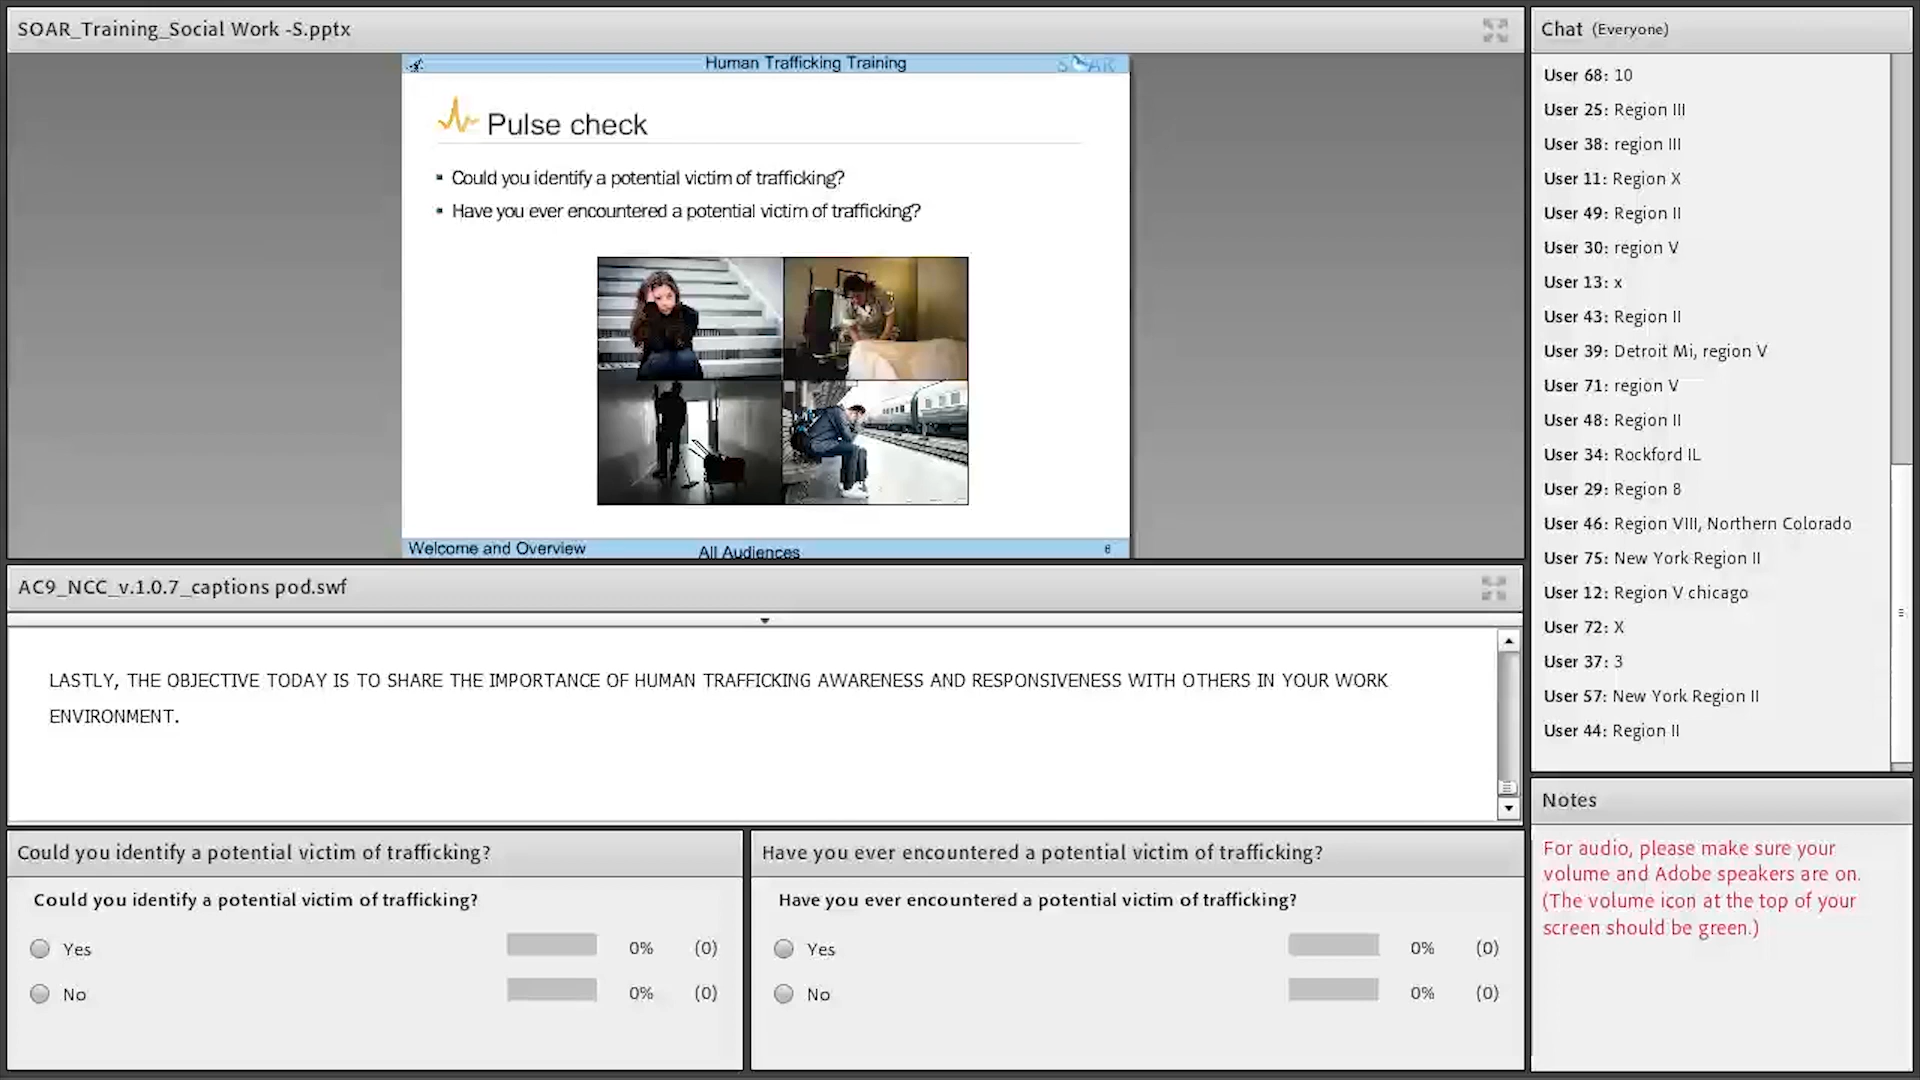 SOAR_Training_Social Work -S.pptx
Human Trafficking Training
SOAR
Pulse check
▪ Could you identify a potential victim of trafficking?
▪ Have you ever encountered a potential victim of trafficking?
Welcome and Overview
All Audiences
6
AC9_NCC_v.1.0.7_captions pod.swf
LASTLY, THE OBJECTIVE TODAY IS TO SHARE THE IMPORTANCE OF HUMAN TRAFFICKING AWARENESS AND RESPONSIVENESS WITH OTHERS IN YOUR WORK
ENVIRONMENT.
Could you identify a potential victim of trafficking?
Could you identify a potential victim of trafficking?
Yes 0% (0)
No 0% (0)
Have you ever encountered a potential victim of trafficking?
Have you ever encountered a potential victim of trafficking?
Yes 0% (0)
No 0% (0)
Chat (Everyone)
User 68: 10
User 25: Region III
User 38: region III
User 11: Region X
User 49: Region II
User 30: region V
User 13: x
User 43: Region II
User 39: Detroit Mi, region V
User 71: region V
User 48: Region II
User 34: Rockford IL
User 29: Region 8
User 46: Region VIII, Northern Colorado
User 75: New York Region II
User 12: Region V chicago
User 72: X
User 37: 3
User 57: New York Region II
User 44: Region II
Notes
For audio, please make sure your
volume and Adobe speakers are on.
(The volume icon at the top of your
screen should be green.)